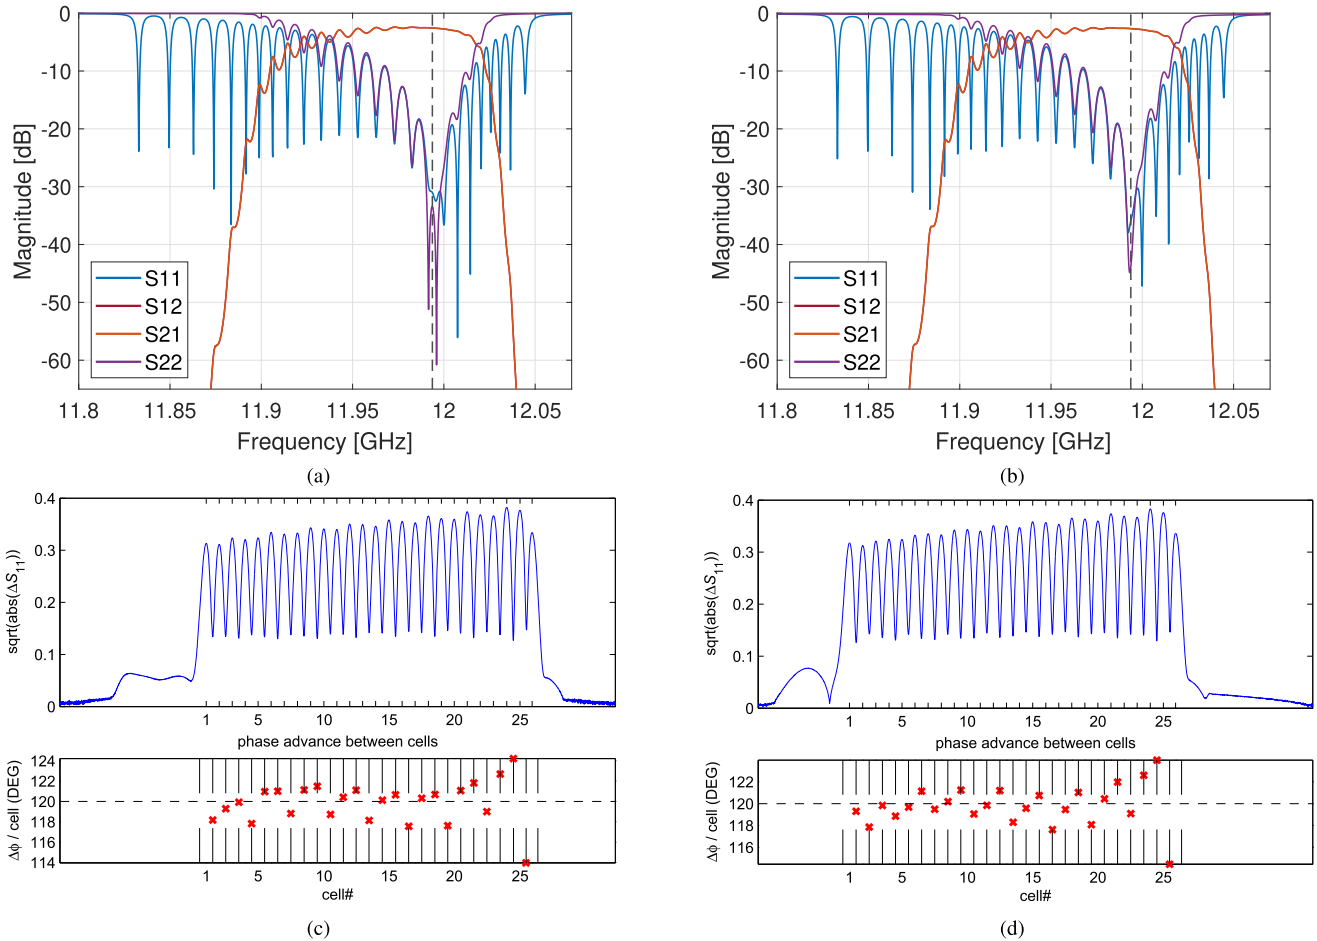 0
-10
-20
-30
-40
-50
-60
Magnitude [dB]
S11
S12
S21
S22
11.8
11.85
11.9
11.95
12
12.05
Frequency [GHz]
(a)
0
-10
-20
-30
-40
-50
-60
Magnitude [dB]
S11
S12
S21
S22
11.8
11.85
11.9
11.95
12
12.05
Frequency [GHz]
(b)
0.4
0.3
0.2
0.1
0
sqrt(abs(ΔS11))
1
5
10
15
20
25
phase advance between cells
124
122
120
118
116
114
Δϕ / cell (DEG)
1
5
10
15
20
25
cell#
(c)
0.4
0.3
0.2
0.1
0
sqrt(abs(ΔS11))
1
5
10
15
20
25
phase advance between cells
122
120
118
116
Δϕ / cell (DEG)
1
5
10
15
20
25
cell#
(d)